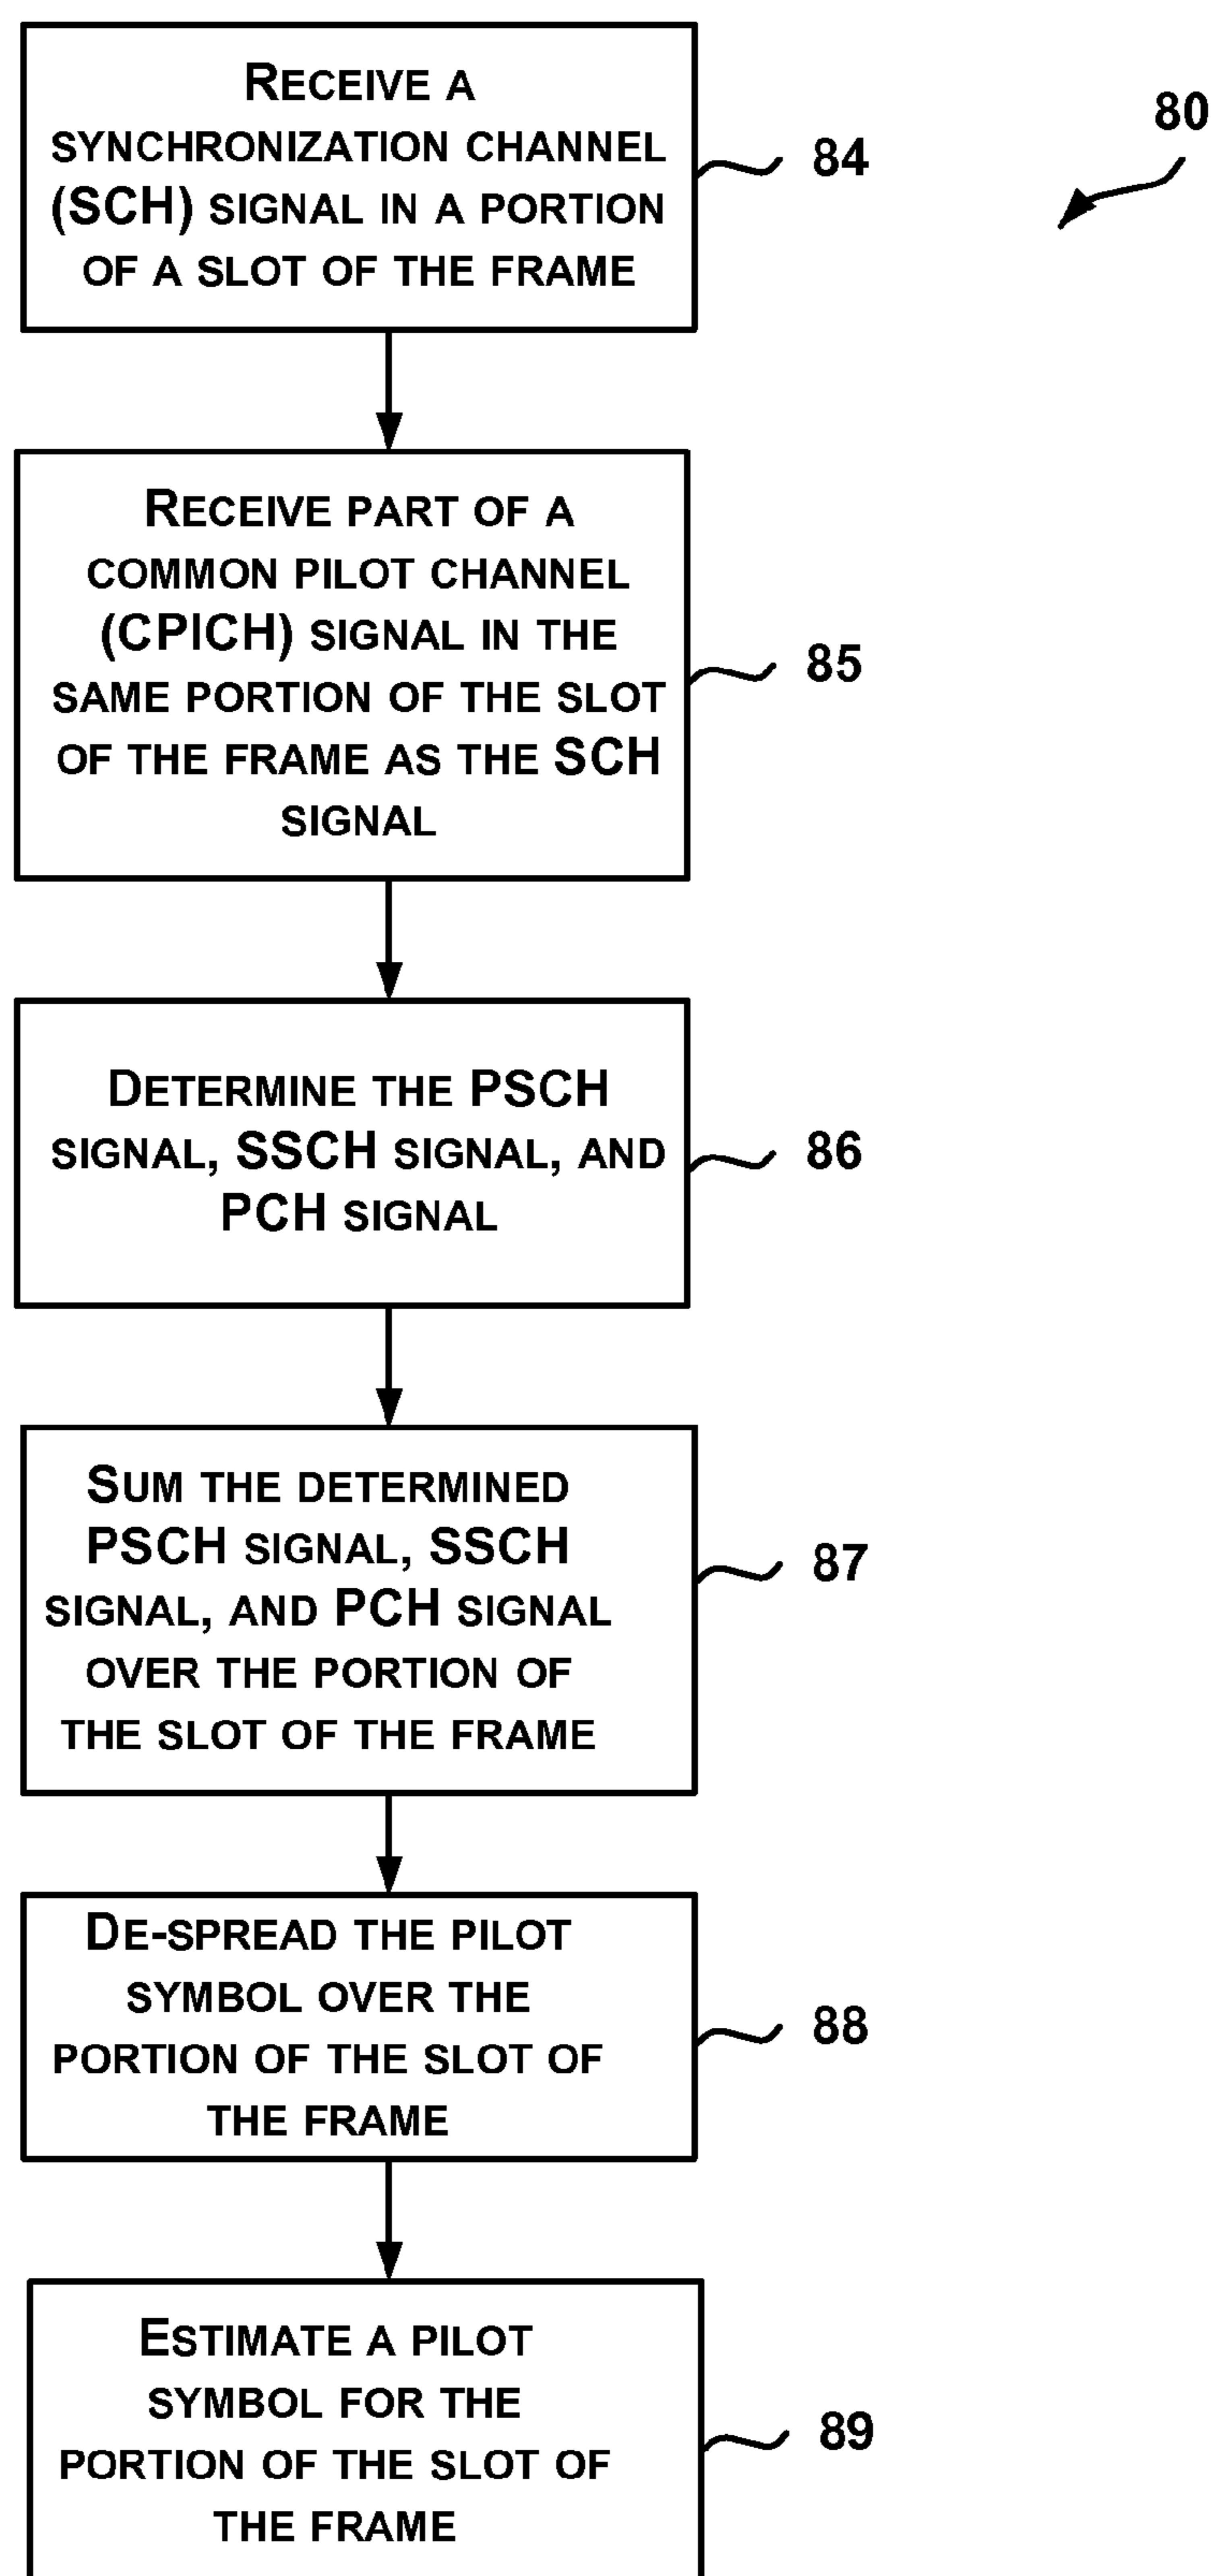 RECEIVE A
SYNCHRONIZATION CHANNEL
(SCH) SIGNAL IN A PORTION
OF A SLOT OF THE FRAME
84
80
RECEIVE PART OF A
COMMON PILOT CHANNEL
(CPICH) SIGNAL IN THE
SAME PORTION OF THE SLOT
OF THE FRAME AS THE SCH
SIGNAL
85
DETERMINE THE PSCH
SIGNAL, SSCH SIGNAL, AND
PCH SIGNAL
86
SUM THE DETERMINED
PSCH SIGNAL, SSCH
SIGNAL, AND PCH SIGNAL
OVER THE PORTION OF
THE SLOT OF THE FRAME
87
DE-SPREAD THE PILOT
SYMBOL OVER THE
PORTION OF THE SLOT OF
THE FRAME
88
ESTIMATE A PILOT
SYMBOL FOR THE
PORTION OF THE SLOT OF
THE FRAME
89